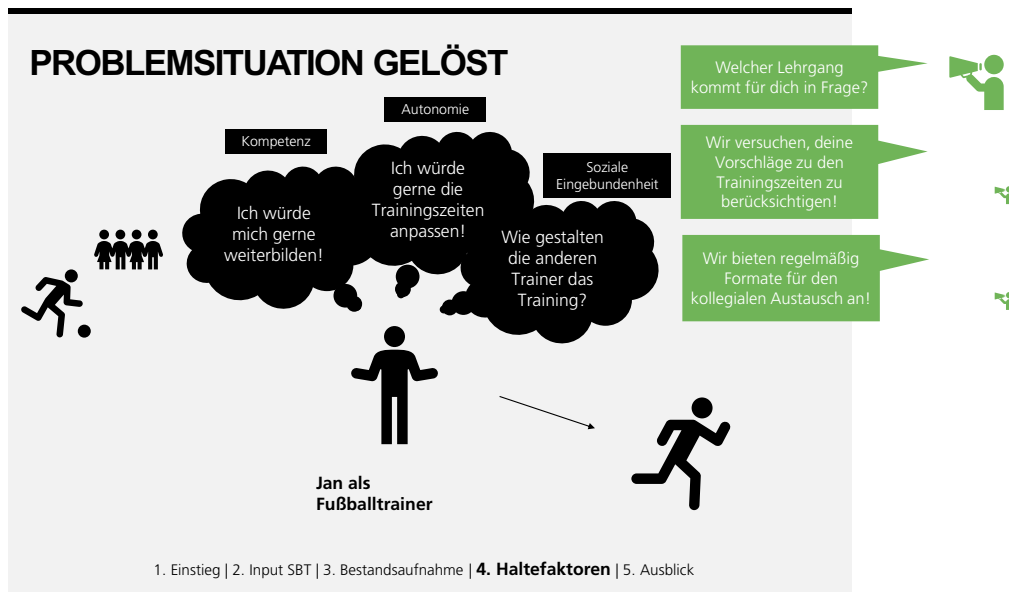 PROBLEMSITUATION GELÖST
Kompetenz
Autonomie
Soziale
Eingebundenheit
Ich würde
mich gerne
weiterbilden!
Ich würde
gerne die
Trainingszeiten
anpassen!
Wie gestalten
die anderen
Trainer das
Training?
Welcher Lehrgang
kommt für dich in Frage?
Wir versuchen, deine
Vorschläge zu den
Trainingszeiten zu
berücksichtigen!
Wir bieten regelmäßig
Formate für den
kollegialen Austausch an!
Jan als
Fußballtrainer
1. Einstieg | 2. Input SBT | 3. Bestandsaufnahme | 4. Haltefaktoren | 5. Ausblick